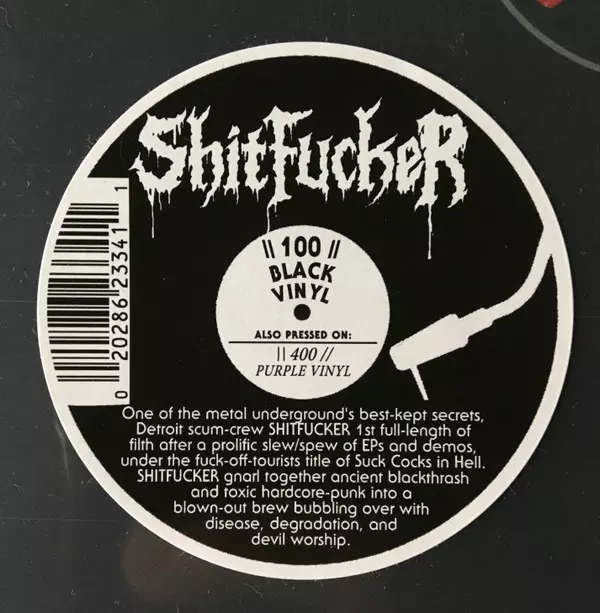 ShitfuckeR
|| 100 ||
BLACK
VINYL
ALSO PRESSED ON:
|| 400 //
PURPLE VINYL
0 20286 23341 1
One of the metal underground's best-kept secrets,
Detroit scum-crew SHITFUCKER 1st full-length of
filth after a prolific slew/spew of EPs and demos,
under the fuck-off-tourists title of Suck Cocks in Hell.
SHITFUCKER gnarl together ancient blackthrash
and toxic hardcore-punk into a
blown-out brew bubbling over with
disease, degradation, and
devil worship.